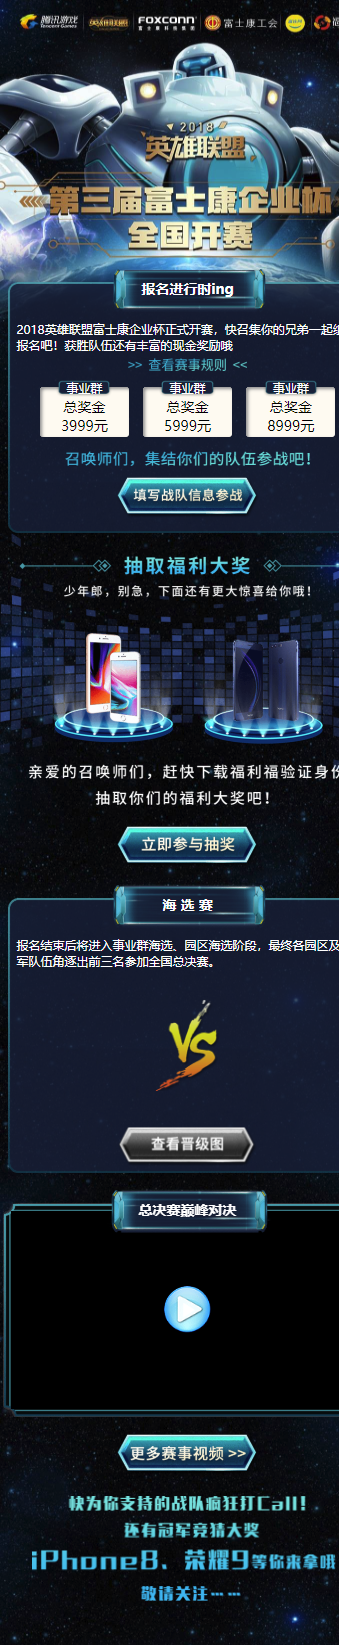 腾讯游戏
Tencent Games
英雄联盟
FOXCONN
富士康科技集团
富士康工会
2018
英雄联盟
第三届富士康企业杯
全国开赛
报名进行时ing
2018英雄联盟富士康企业杯正式开赛，快召集你的兄弟一起组
报名吧！获胜队伍还有丰富的现金奖励哦
>> 查看赛事规则 <<
事业群 事业群 事业群
总奖金 总奖金 总奖金
3999元 5999元 8999元
召唤师们，集结你们的队伍参战吧！
填写战队信息参战
抽取福利大奖
少年郎，别急，下面还有更大惊喜给你哦！
亲爱的召唤师们，赶快下载福利福验证身份
抽取你们的福利大奖吧！
立即参与抽奖
海 选 赛
报名结束后将进入事业群海选、园区海选阶段，最终各园区及
军队伍角逐出前三名参加全国总决赛。
VS
查看晋级图
总决赛巅峰对决
更多赛事视频 >>
快为你支持的战队疯狂打Call！
还有冠军竞猜大奖
iPhone8、荣耀9等你来拿哦
敬请关注……